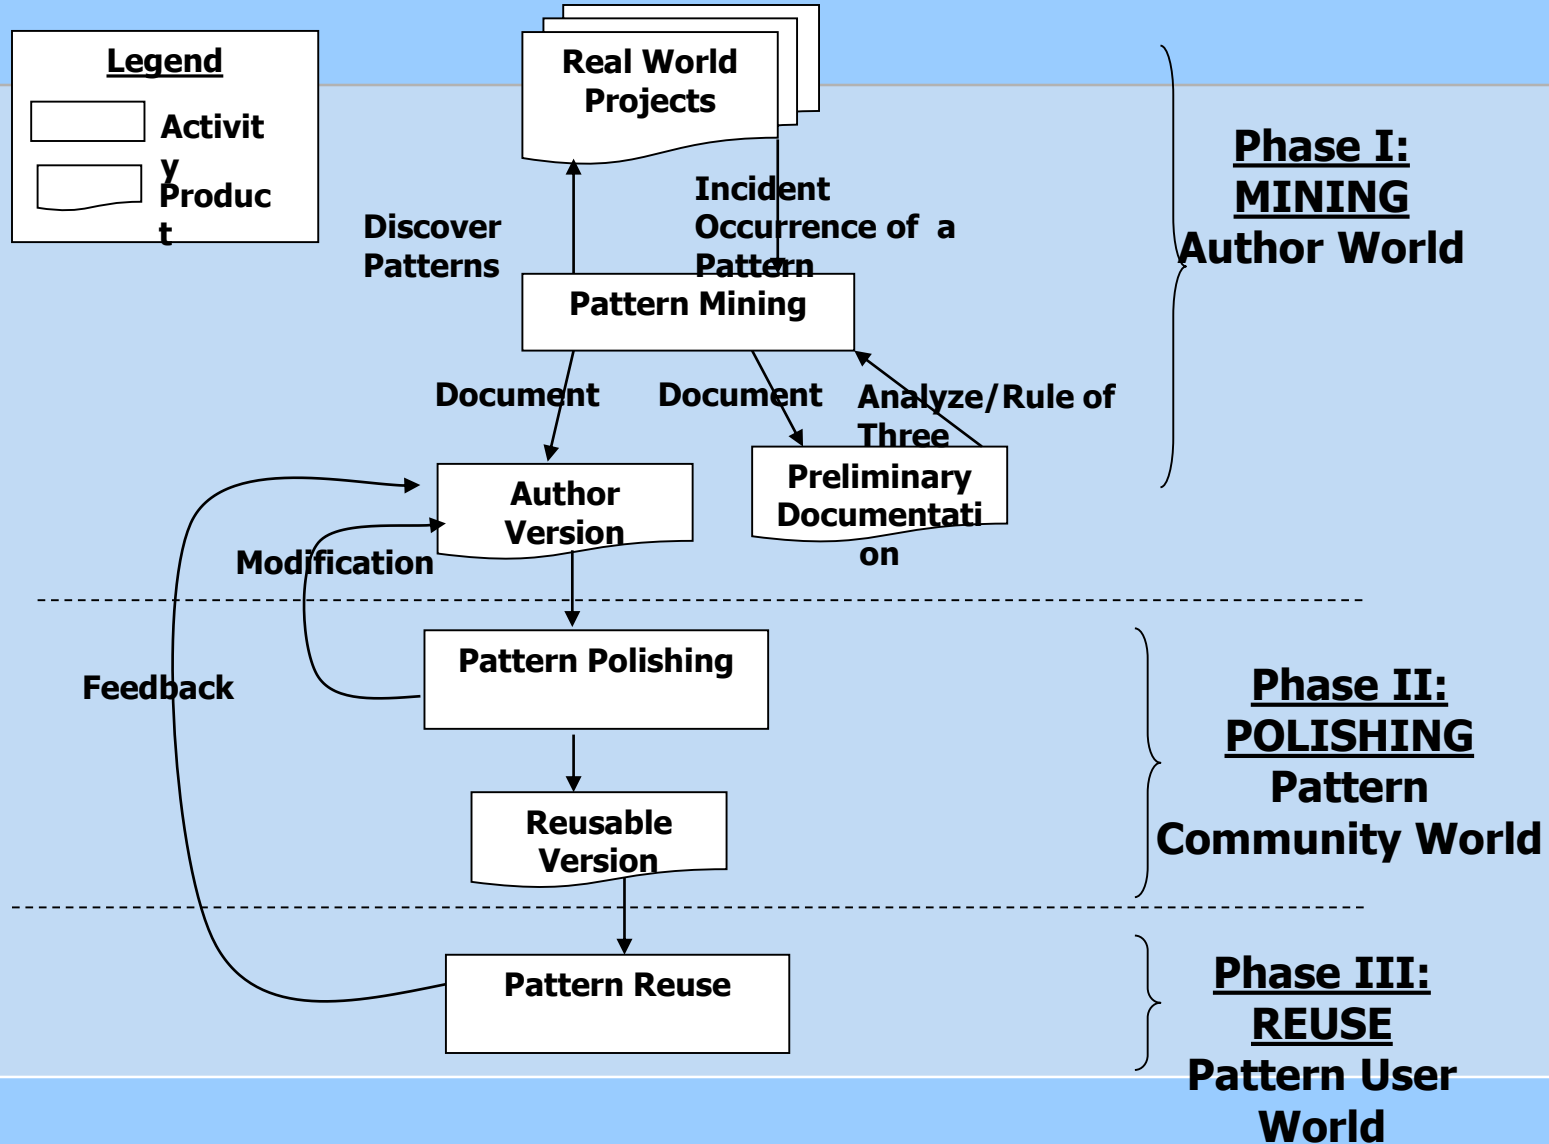 Legend
Activit
y
Produc
t
Real World
Projects
Discover
Patterns
Incident
Occurrence of a
Pattern
Pattern Mining
Document
Document
Analyze/Rule of
Three
Author
Version
Preliminary
Documentati
on
Modification
Pattern Polishing
Feedback
Reusable
Version
Pattern Reuse
Phase I:
MINING
Author World
Phase II:
POLISHING
Pattern
Community World
Phase III:
REUSE
Pattern User
World